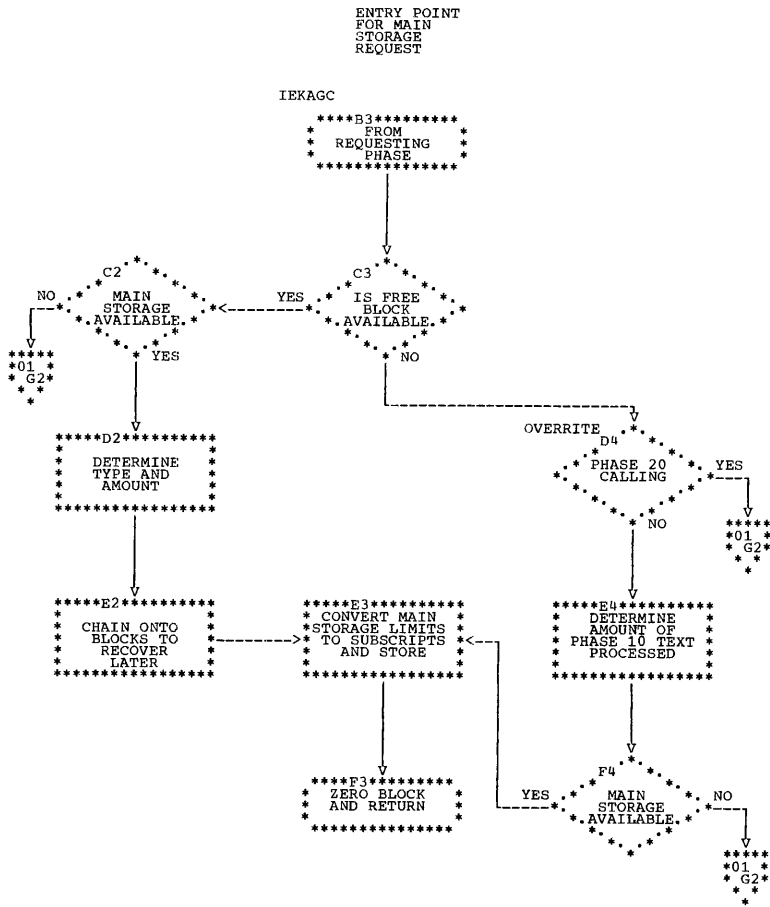 ENTRY POINT
FOR MAIN
STORAGE
REQUEST
IEKAGC
B3
FROM
REQUESTING
PHASE
C2
MAIN
STORAGE
AVAILABLE
NO
YES
C3
IS FREE
BLOCK
AVAILABLE
YES
NO
01
G2
OVERRITE
D4
PHASE 20
CALLING
YES
NO
01
G2
D2
DETERMINE
TYPE AND
AMOUNT
E2
CHAIN ONTO
BLOCKS TO
RECOVER
LATER
E3
CONVERT MAIN
STORAGE LIMITS
TO SUBSCRIPTS
AND STORE
E4
DETERMINE
AMOUNT OF
PHASE 10 TEXT
PROCESSED
F3
ZERO BLOCK
AND RETURN
F4
MAIN
STORAGE
AVAILABLE
YES
NO
01
G2